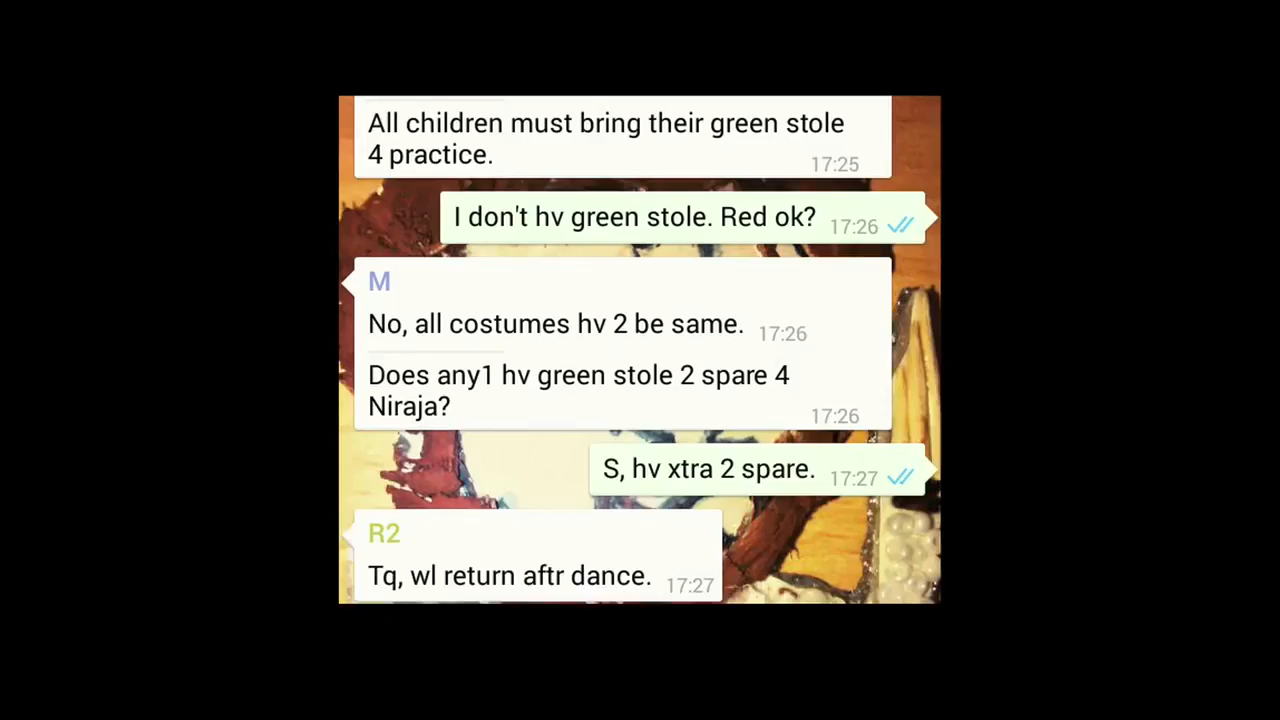 All children must bring their green stole
4 practice.
17:25
I don't hv green stole. Red ok? 17:26
M
No, all costumes hv 2 be same. 17:26
Does any1 hv green stole 2 spare 4
Niraja?
17:26
S, hv xtra 2 spare. 17:27
R2
Tq, wl return aftr dance. 17:27